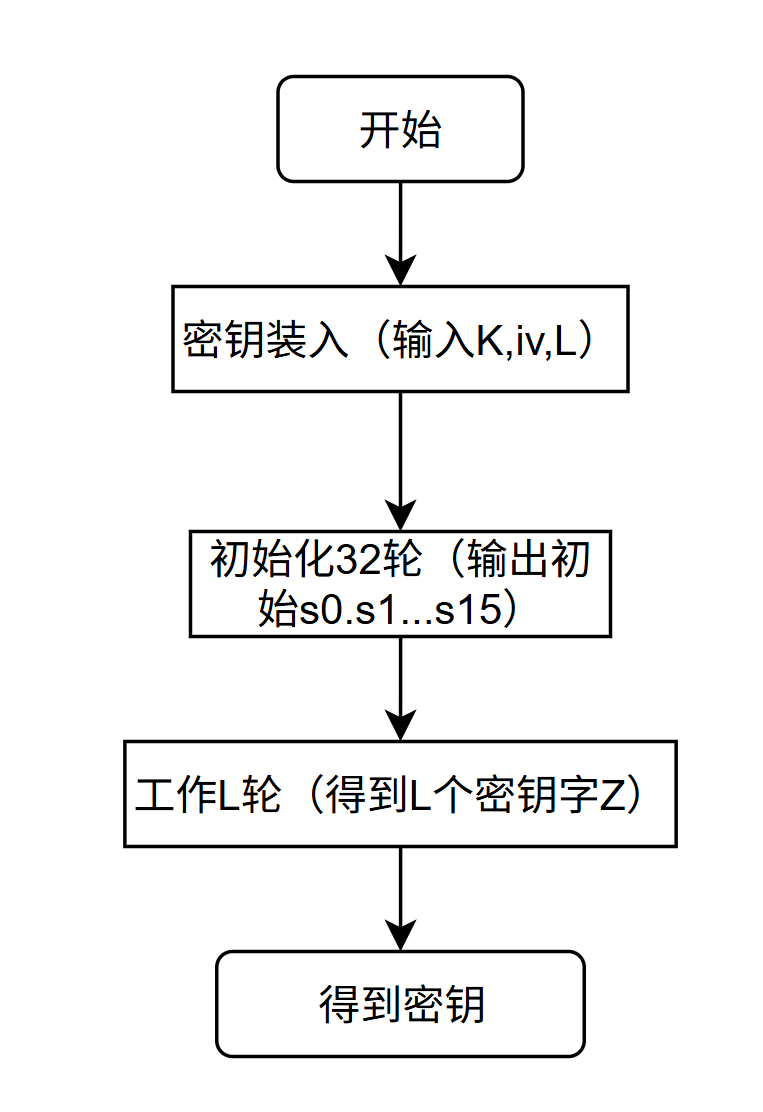 开始
密钥装入（输入K,iv,L）
初始化32轮（输出初
始s0.s1...s15）
工作L轮（得到L个密钥字Z）
得到密钥